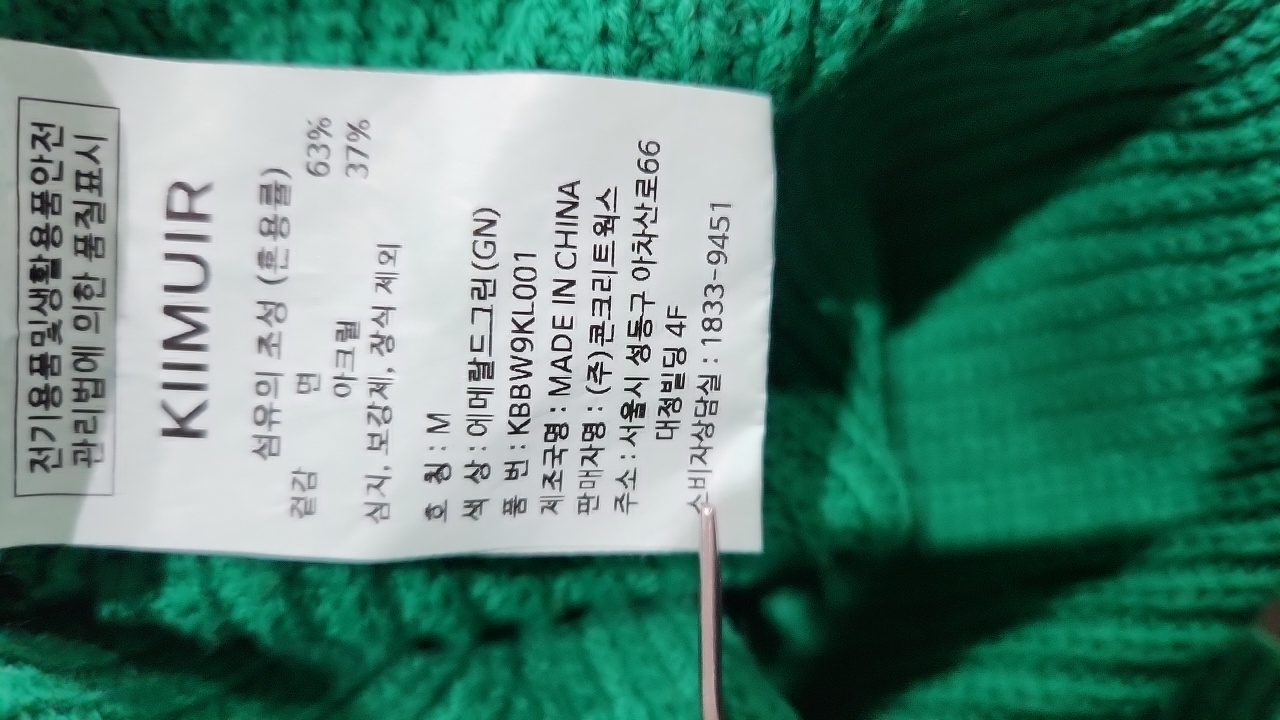 전기용품및생활용품안전
관리법에 의한 품질표시
KIIMUIR
섬유의 조성 (혼용률)
겉감 면 63%
아크릴 37%
심지, 보강제, 장식 제외
호 칭 : M
색 상 : 에메랄드그린(GN)
품 번 : KBBW9KL001
제조국명 : MADE IN CHINA
판매자명 : (주)콘크리트웍스
주소 : 서울시 성동구 아차산로66
대정빌딩 4F
소비자상담실 : 1833-9451